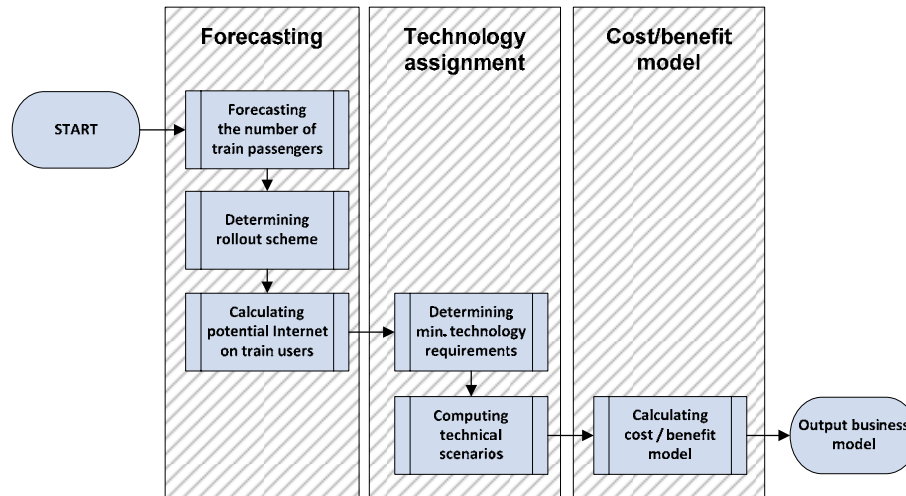 Forecasting
Technology
assignment
Cost/benefit
model
START
Forecasting
the number of
train passengers
Determining
rollout scheme
Calculating
potential Internet
on train users
Determining
min. technology
requirements
Computing
technical
scenarios
Calculating
cost / benefit
model
Output business
model